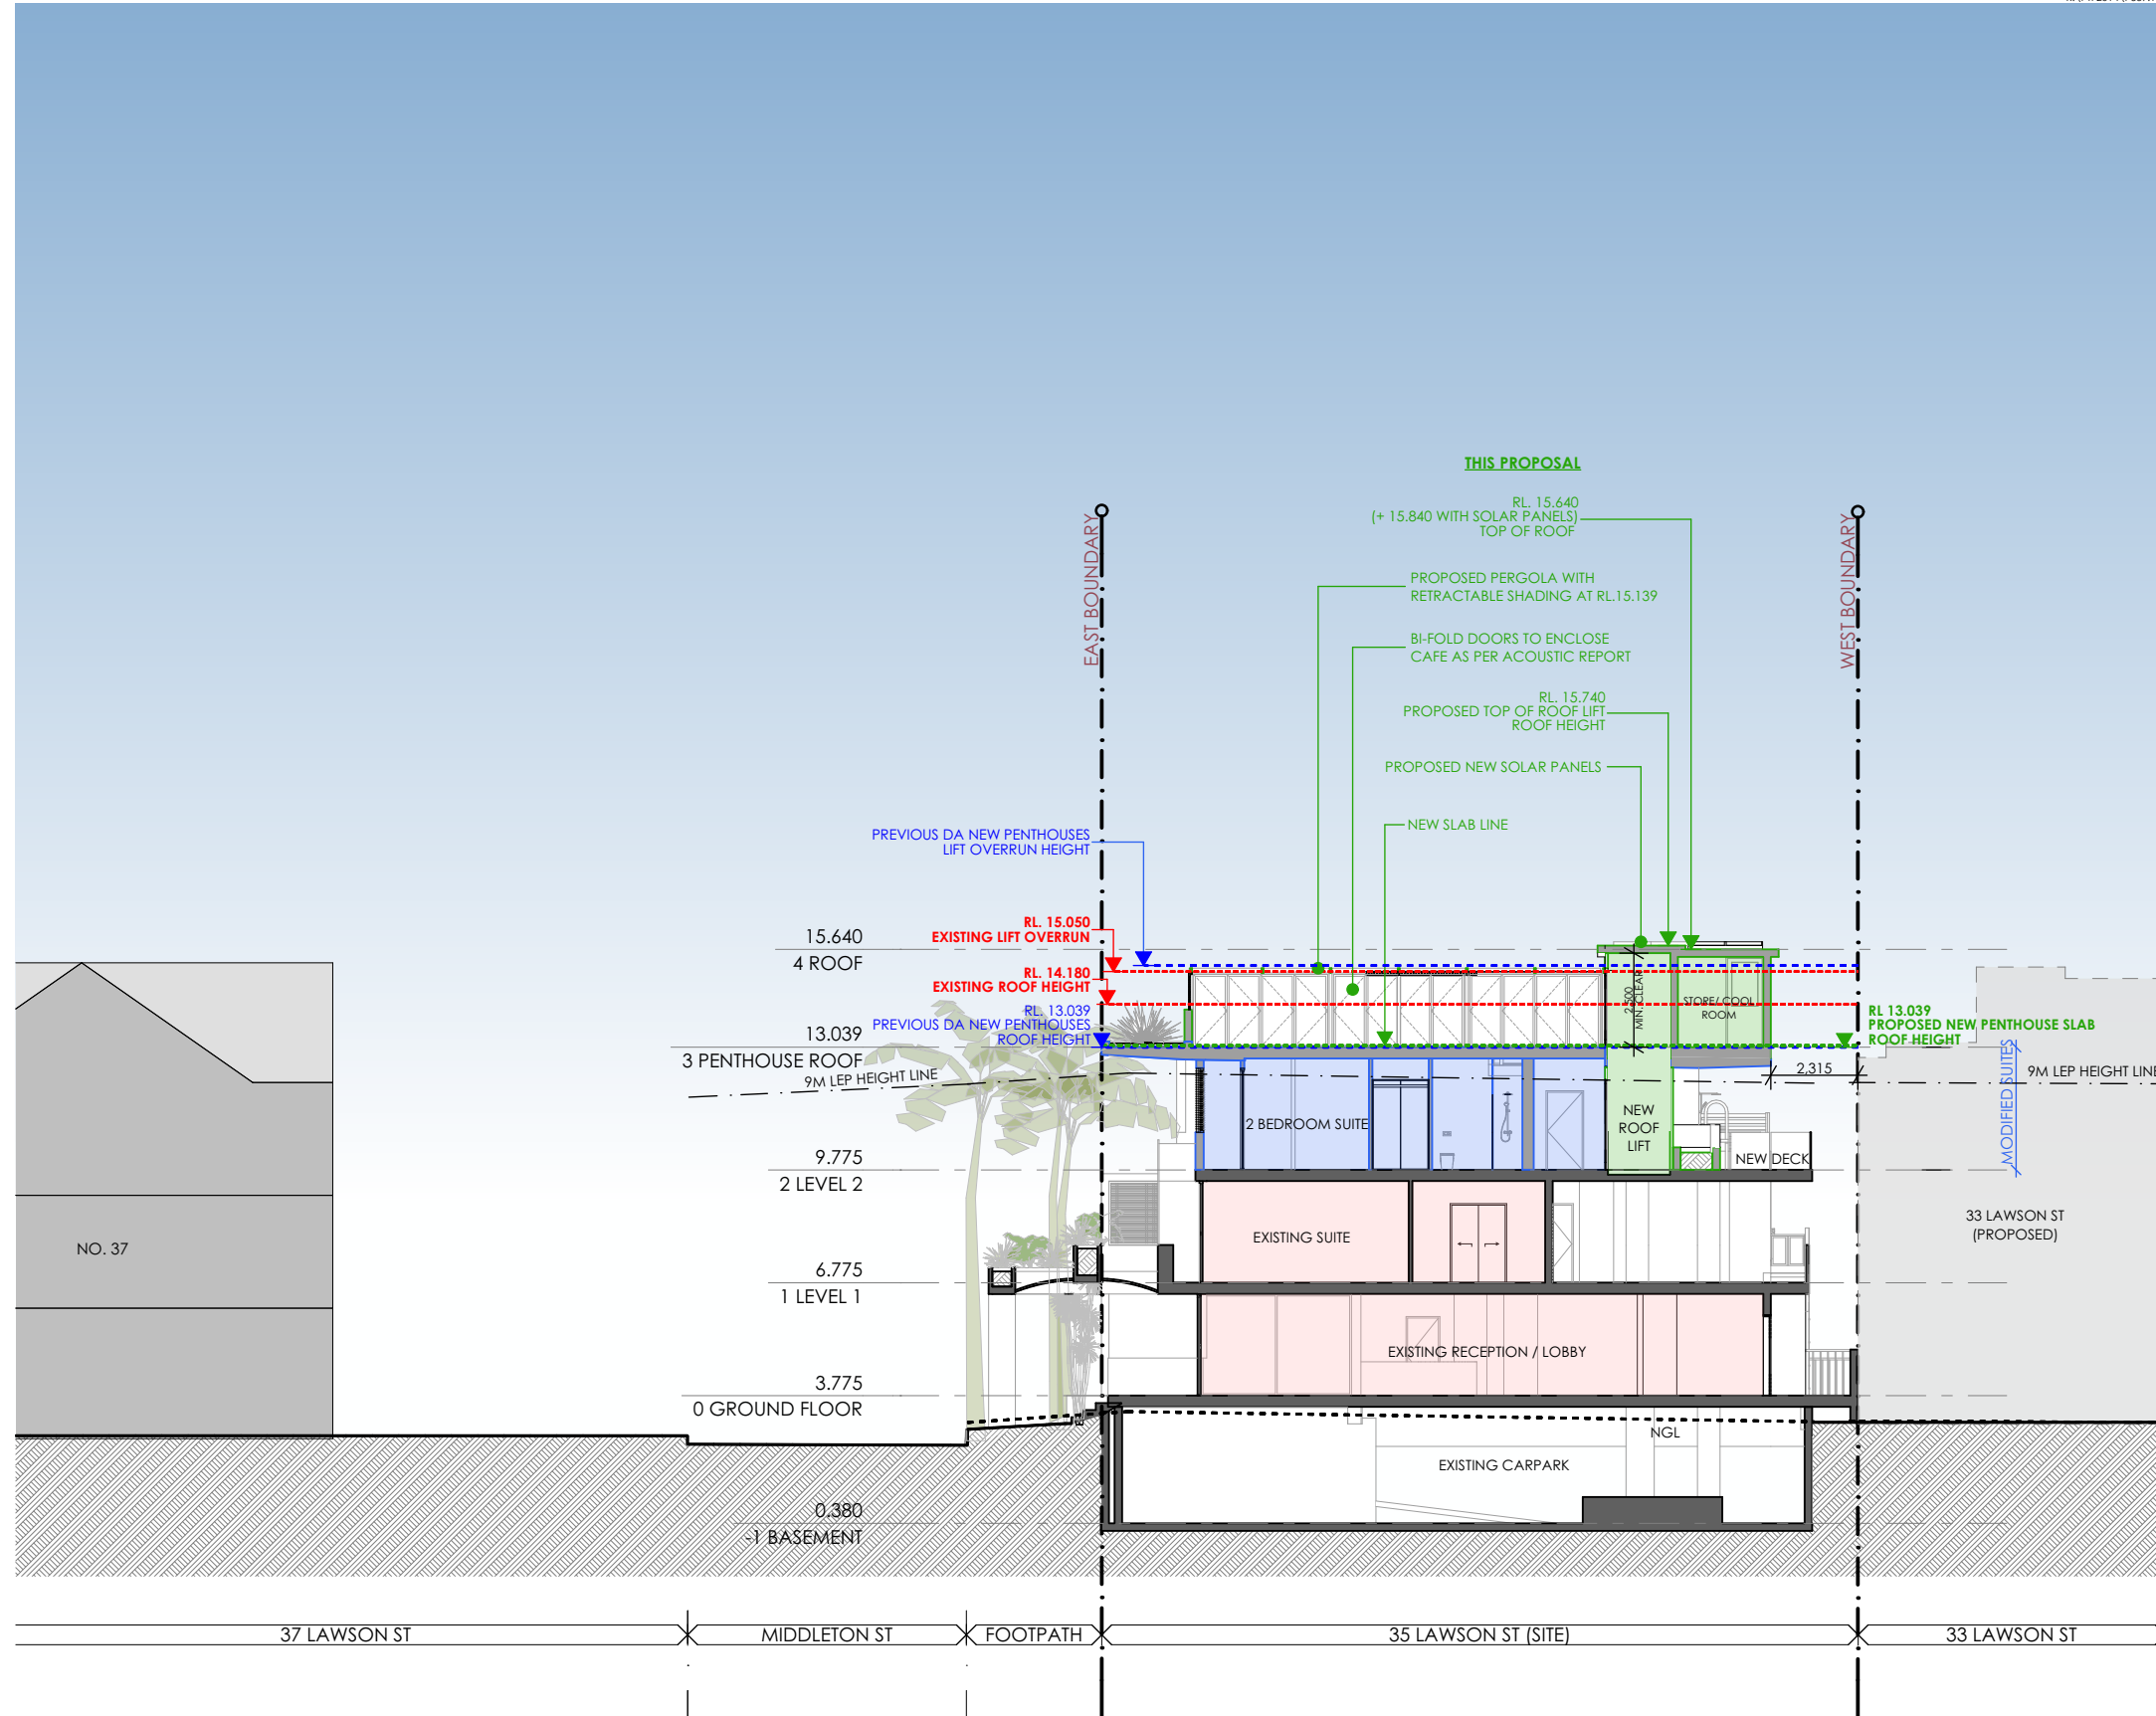 THIS PROPOSAL
RL. 15.640
(+ 15.840 WITH SOLAR PANELS)
TOP OF ROOF
EAST BOUNDARY
WEST BOUNDARY
PROPOSED PERGOLA WITH
RETRACTABLE SHADING AT RL.15.139
BI-FOLD DOORS TO ENCLOSE
CAFE AS PER ACOUSTIC REPORT
RL. 15.740
PROPOSED TOP OF ROOF LIFT
ROOF HEIGHT
PROPOSED NEW SOLAR PANELS
NEW SLAB LINE
PREVIOUS DA NEW PENTHOUSES
LIFT OVERRUN HEIGHT
RL. 15.050
EXISTING LIFT OVERRUN
15.640
4 ROOF
RL. 14.180
EXISTING ROOF HEIGHT
RL. 13.039
PREVIOUS DA NEW PENTHOUSES
ROOF HEIGHT
13.039
3 PENTHOUSE ROOF
MIN. CLEAR
STORE/ COOL
ROOM
RL 13.039
PROPOSED NEW PENTHOUSE SLAB
ROOF HEIGHT
9M LEP HEIGHT LINE
2,315
9M LEP HEIGHT LINE
MODIFIED SUITES
2 BEDROOM SUITE
NEW
ROOF
LIFT
NEW DECK
9.775
2 LEVEL 2
NO. 37
EXISTING SUITE
33 LAWSON ST
(PROPOSED)
6.775
1 LEVEL 1
EXISTING RECEPTION / LOBBY
3.775
0 GROUND FLOOR
NGL
EXISTING CARPARK
0.380
-1 BASEMENT
37 LAWSON ST
MIDDLETON ST
FOOTPATH
35 LAWSON ST (SITE)
33 LAWSON ST